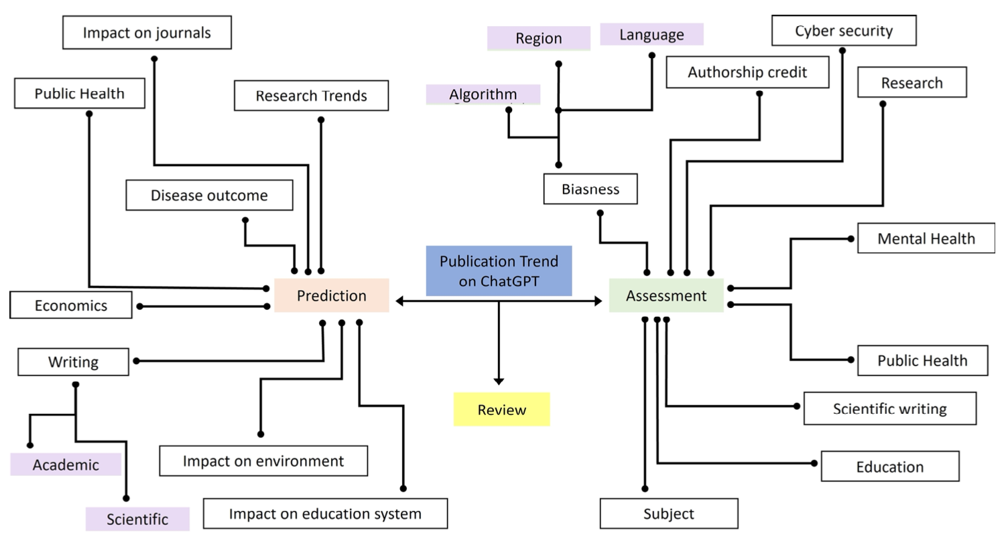 Impact on journals
Region
Language
Cyber security
Public Health
Research Trends
Algorithm
Authorship credit
Research
Disease outcome
Biasness
Mental Health
Publication Trend
on ChatGPT
Prediction
Assessment
Economics
Writing
Public Health
Review
Scientific writing
Academic
Impact on environment
Education
Scientific
Impact on education system
Subject